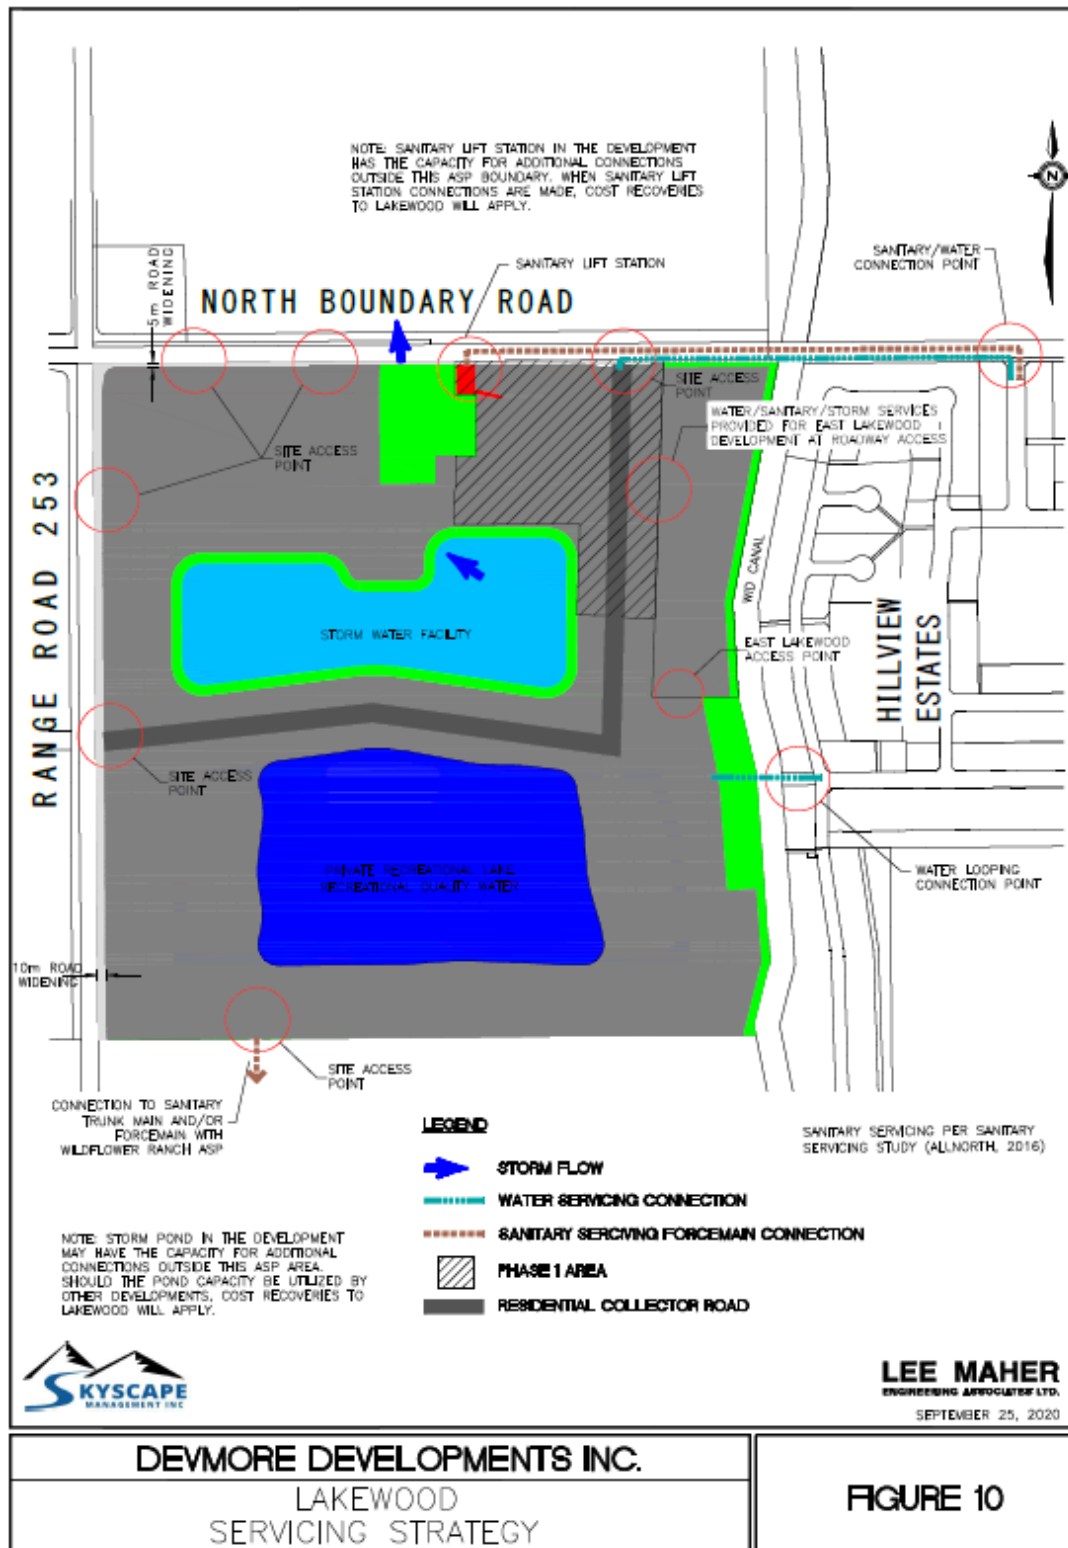 NOTE: SANITARY LIFT STATION IN THE DEVELOPMENT
HAS THE CAPACITY FOR ADDITIONAL CONNECTIONS
OUTSIDE THIS ASP BOUNDARY. WHEN SANITARY LIFT
STATION CONNECTIONS ARE MADE, COST RECOVERIES
TO LAKEWOOD WILL APPLY.
N
SANITARY/WATER
CONNECTION POINT
SANITARY LIFT STATION
5m ROAD
WIDENING
NORTH BOUNDARY ROAD
SITE ACCESS
POINT
WATER/SANITARY/STORM SERVICES
PROVIDED FOR EAST LAKEWOOD
DEVELOPMENT AT ROADWAY ACCESS
SITE ACCESS
POINT
RANGE ROAD 253
WID CANAL
STORM WATER FACILITY
EAST LAKEWOOD
ACCESS POINT
HILLVIEW
ESTATES
SITE ACCESS
POINT
PRIVATE RECREATIONAL LAKE
RECREATIONAL QUALITY WATER
WATER LOOPING
CONNECTION POINT
10m ROAD
WIDENING
SITE ACCESS
POINT
CONNECTION TO SANITARY
TRUNK MAIN AND/OR
FORCEMAIN WITH
WILDFLOWER RANCH ASP
SANITARY SERVICING PER SANITARY
SERVICING STUDY (ALLNORTH, 2016)
LEGEND
STORM FLOW
WATER SERVICING CONNECTION
SANITARY SERCIVING FORCEMAIN CONNECTION
PHASE 1 AREA
RESIDENTIAL COLLECTOR ROAD
NOTE: STORM POND IN THE DEVELOPMENT
MAY HAVE THE CAPACITY FOR ADDITIONAL
CONNECTIONS OUTSIDE THIS ASP AREA.
SHOULD THE POND CAPACITY BE UTILIZED BY
OTHER DEVELOPMENTS, COST RECOVERIES TO
LAKEWOOD WILL APPLY.
SKYSCAPE
MANAGEMENT INC
LEE MAHER
ENGINEERING ASSOCIATES LTD.
SEPTEMBER 25, 2020
DEVMORE DEVELOPMENTS INC.
LAKEWOOD
SERVICING STRATEGY
FIGURE 10